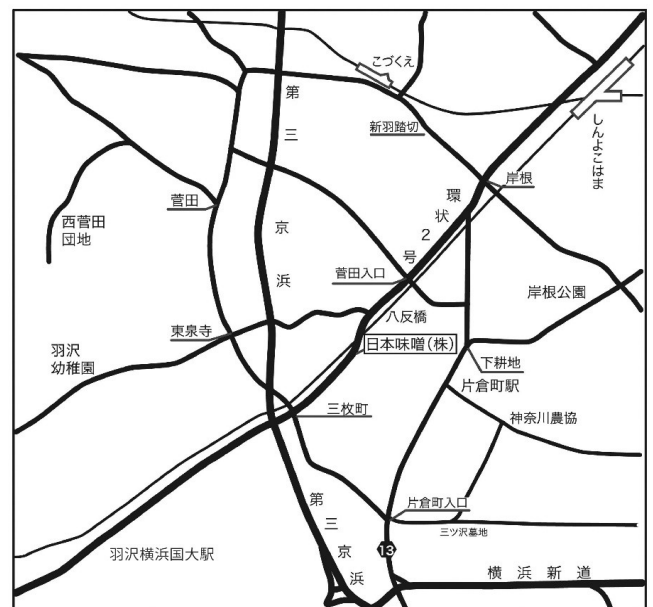 こづくえ
第三京浜
新羽踏切
しんよこはま
岸根
菅田
環状2号
西菅田
団地
菅田入口
岸根公園
八反橋
東泉寺
日本味噌(株)
羽沢
幼稚園
下耕地
片倉町駅
三枚町
神奈川農協
第三京浜
片倉町入口
三ツ沢墓地
羽沢横浜国大駅
13
横浜新道